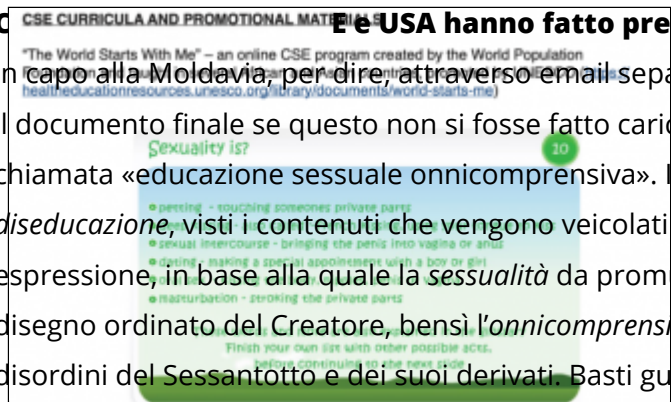 CSE CURRICULA AND PROMOTIONAL MATERIALS
E e USA hanno fatto pre
"The World Starts With Me" – an online CSE program created by the World Population
n capo alla Moldavia, per dire, attraverso email sepa
healtheducationresources.unesco.org/library/documents/world-starts-me)
l documento finale se questo non si fosse fatto caric
Sexuality is? 20
chiamata «educazione sessuale onnicomprensiva». I
petting - touching someones private parts
diseducazione, visti i contenuti che vengono veicolati
sexual intercourse - bringing the penis into vagina or anus
dating - making a special appointment with a boy or girl
espressione, in base alla quale la sessualità da prom
masturbation - stroking the private parts
disegno ordinato del Creatore, bensì l'onnicomprensi
Finish your own list with other possible acts,
before continuing to the next slide
disordini del Sessantotto e dei suoi derivati. Basti gu